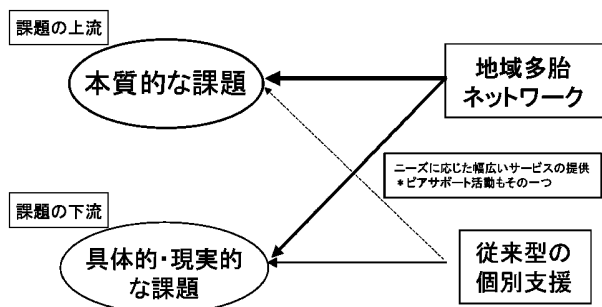 課題の上流
本質的な課題
地域多胎
ネットワーク
ニーズに応じた幅広いサービスの提供
＊ピアサポート活動もその一つ
課題の下流
具体的・現実的
な課題
従来型の
個別支援